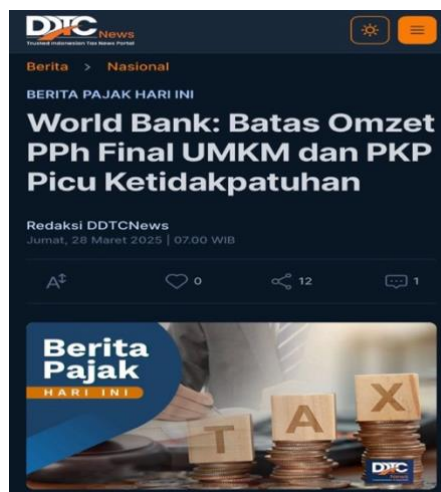 DDTC News
Trusted Indonesian Tax News Portal
Berita > Nasional
BERITA PAJAK HARI INI
World Bank: Batas Omzet
PPh Final UMKM dan PKP
Picu Ketidakpatuhan
Redaksi DDTCNews
Jumat, 28 Maret 2025 | 07.00 WIB
A
0
12
1
Berita
Pajak
HARI INI
T A X
DDTC
News